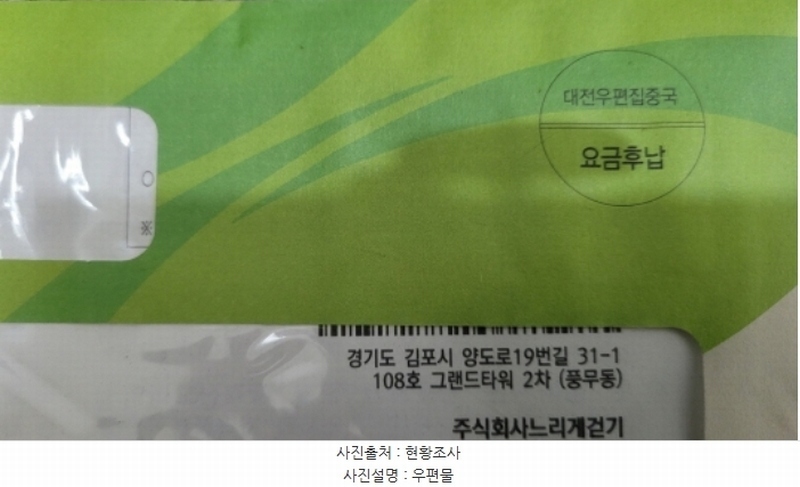 대전우편집중국
요금후납
※
경기도 김포시 양도로19번길 31-1
108호 그랜드타워 2차 (풍무동)
주식회사느리게걷기
사진출처 : 현황조사
사진설명 : 우편물